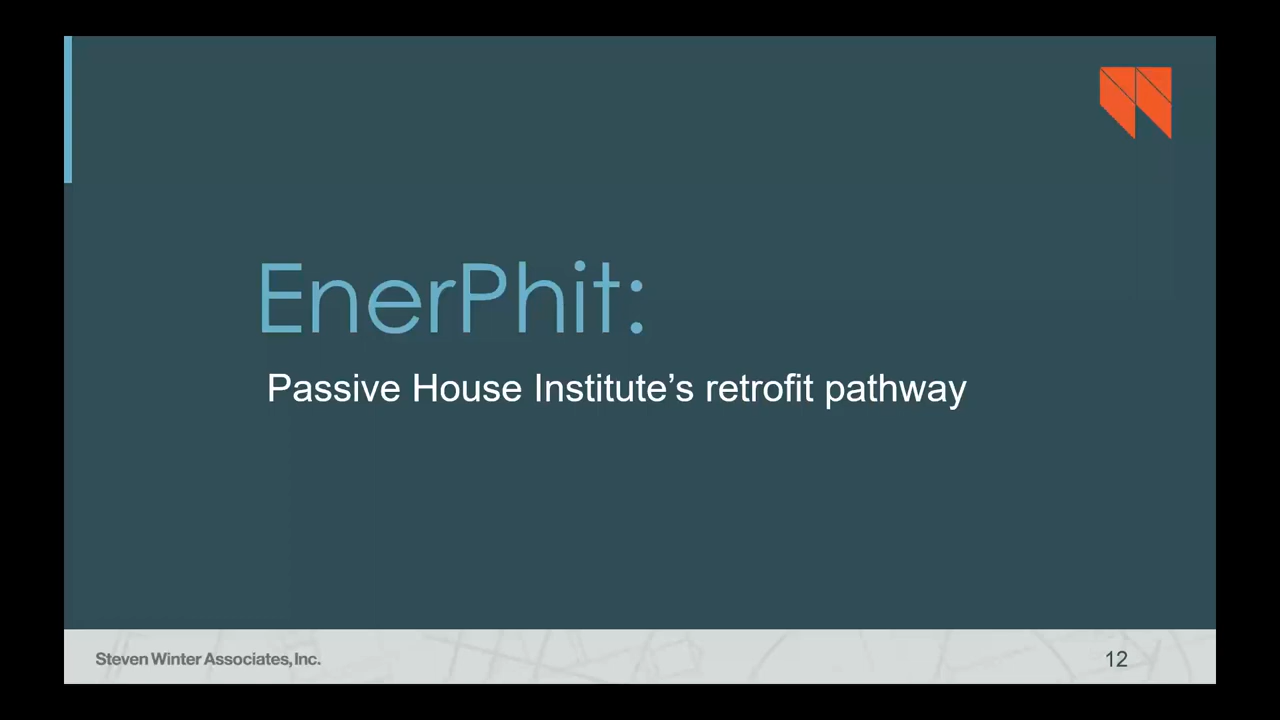 EnerPhit:
Passive House Institute’s retrofit pathway
Steven Winter Associates, Inc.
12